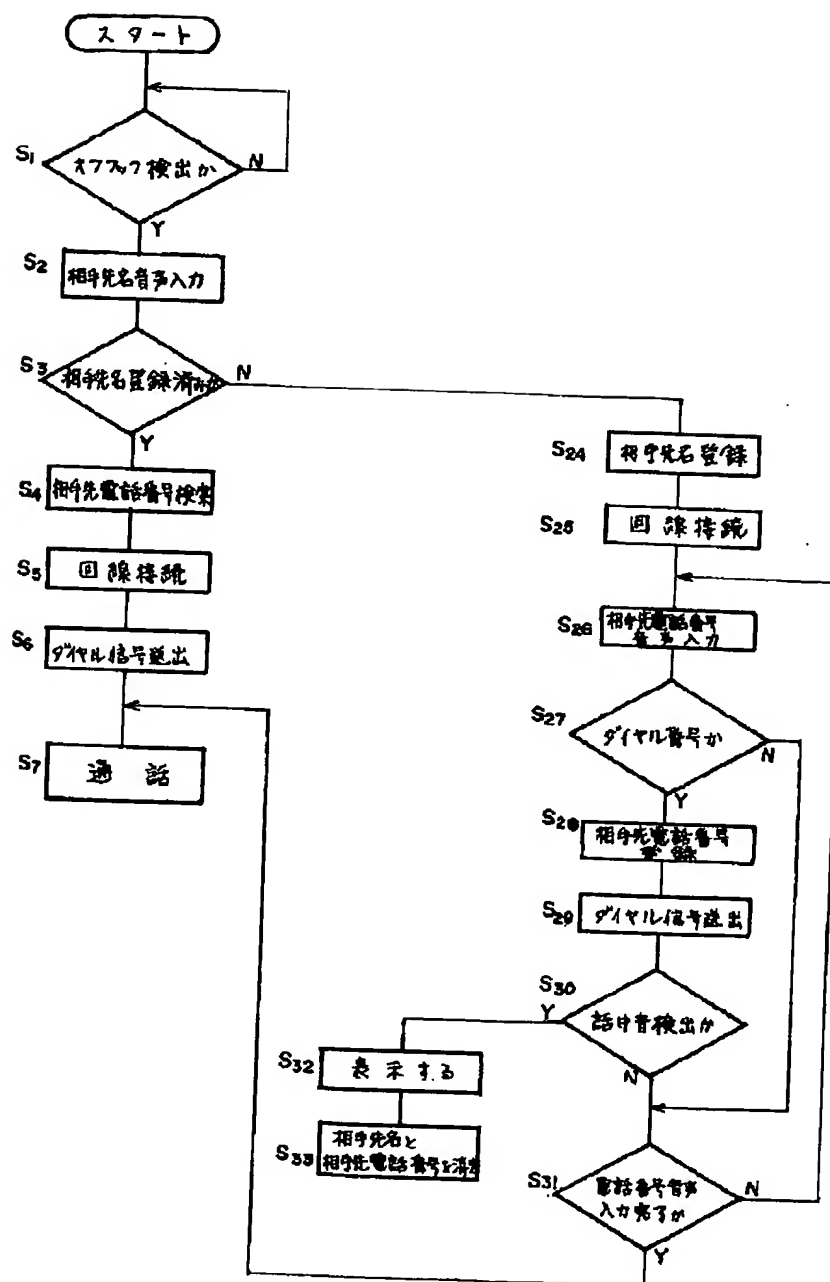 スタート
S1
オフフック検出か
N
Y
S2
相手先名音声入力
S3
相手先名登録済みか
N
Y
S4
相手先電話番号検索
S5
回線接続
S6
ダイヤル信号送出
S7
通話
S24
相手先名登録
S25
回線接続
S26
相手先電話番号
音声入力
S27
ダイヤル番号か
N
Y
S28
相手先電話番号
登録
S29
ダイヤル信号送出
S30
話中音検出か
Y
N
S32
表示する
S33
相手先名と
相手先電話番号を消去
S31
電話番号音声
入力完了か
N
Y